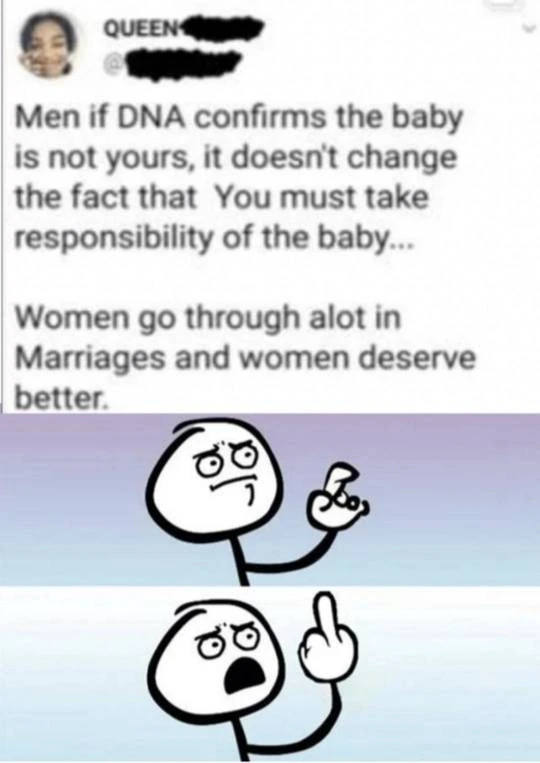 QUEEN
@
Men if DNA confirms the baby
is not yours, it doesn't change
the fact that You must take
responsibility of the baby...
Women go through alot in
Marriages and women deserve
better.